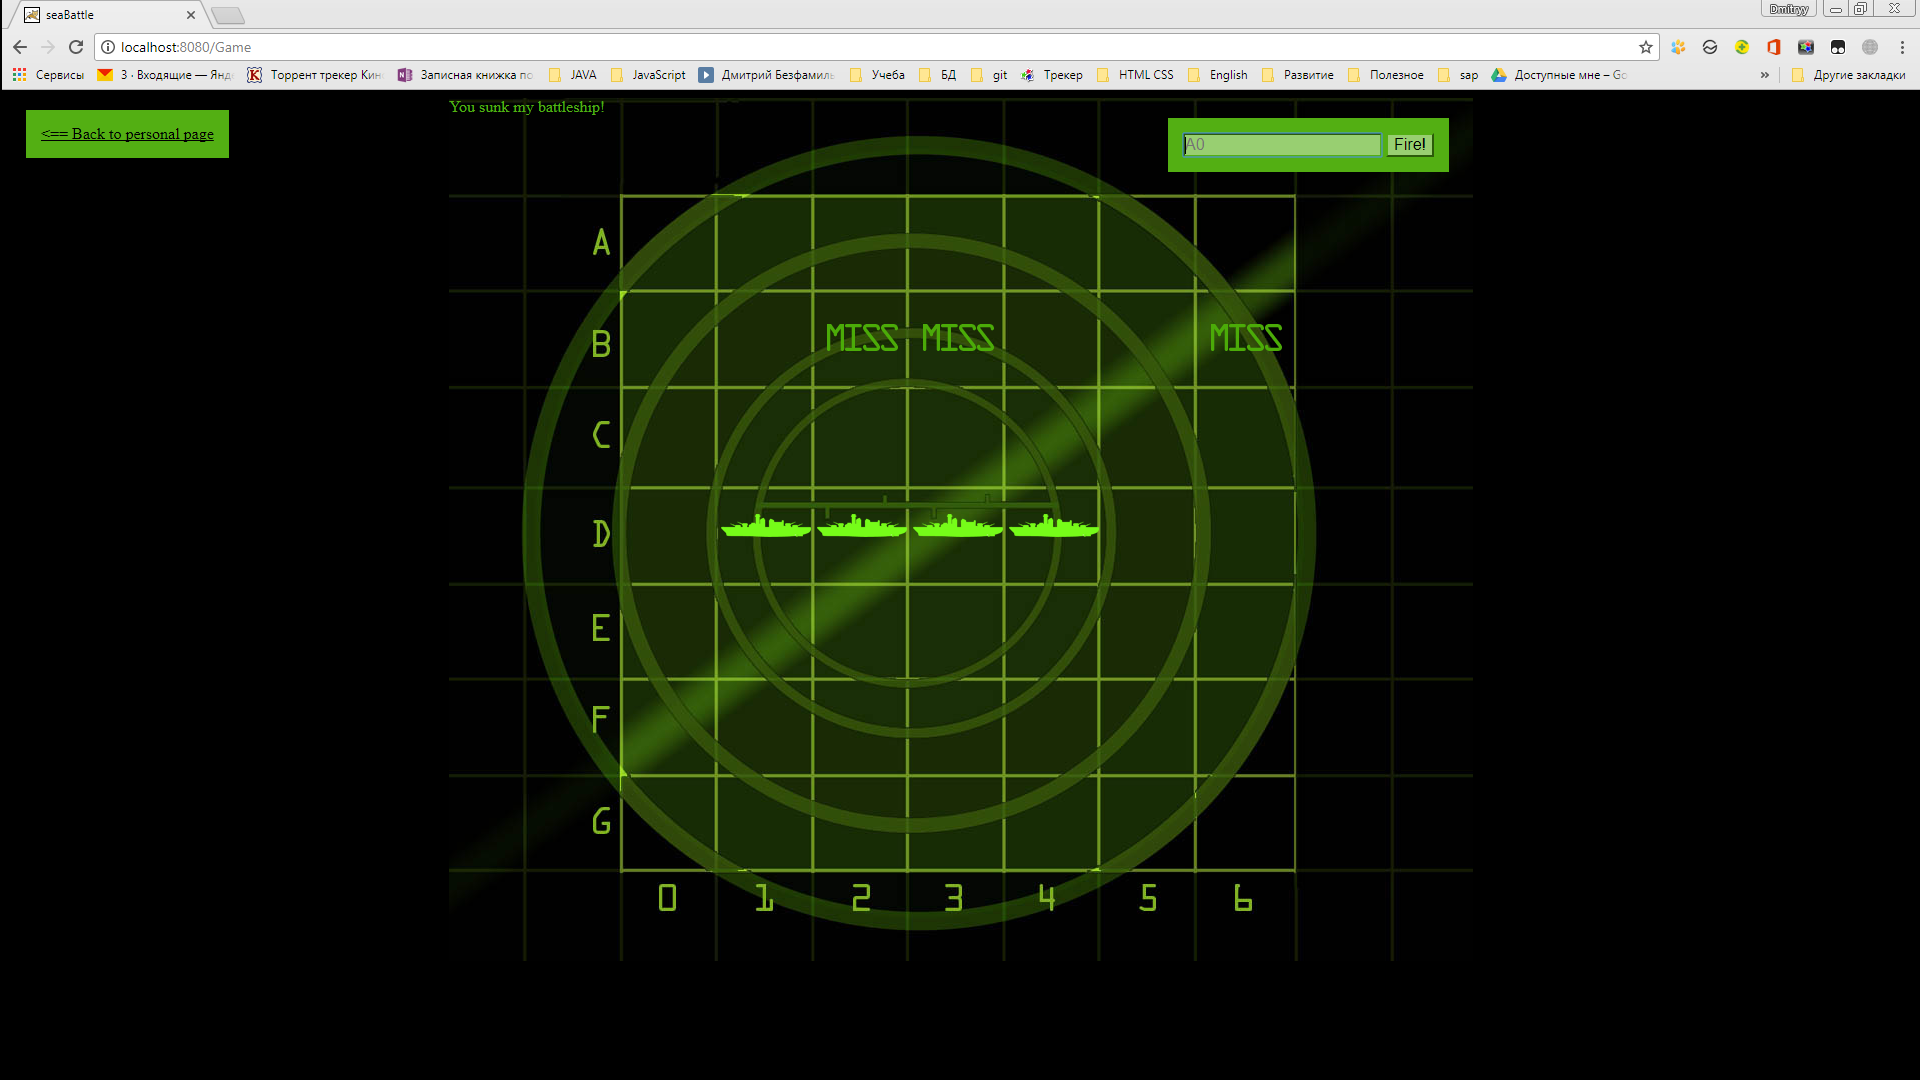 seaBattle
Dmitryy
localhost:8080/Game
Сервисы
3 · Входящие — Янд
Торрент трекер Кин
Записная книжка по
JAVA
JavaScript
Дмитрий Безфамиль
Учеба
БД
git
Трекер
HTML CSS
English
Развитие
Полезное
sap
Доступные мне – Go
»
Другие закладки
You sunk my battleship!
<== Back to personal page
A0
Fire!
A
B
MISS MISS MISS
C
D
E
F
G
0 1 2 3 4 5 6